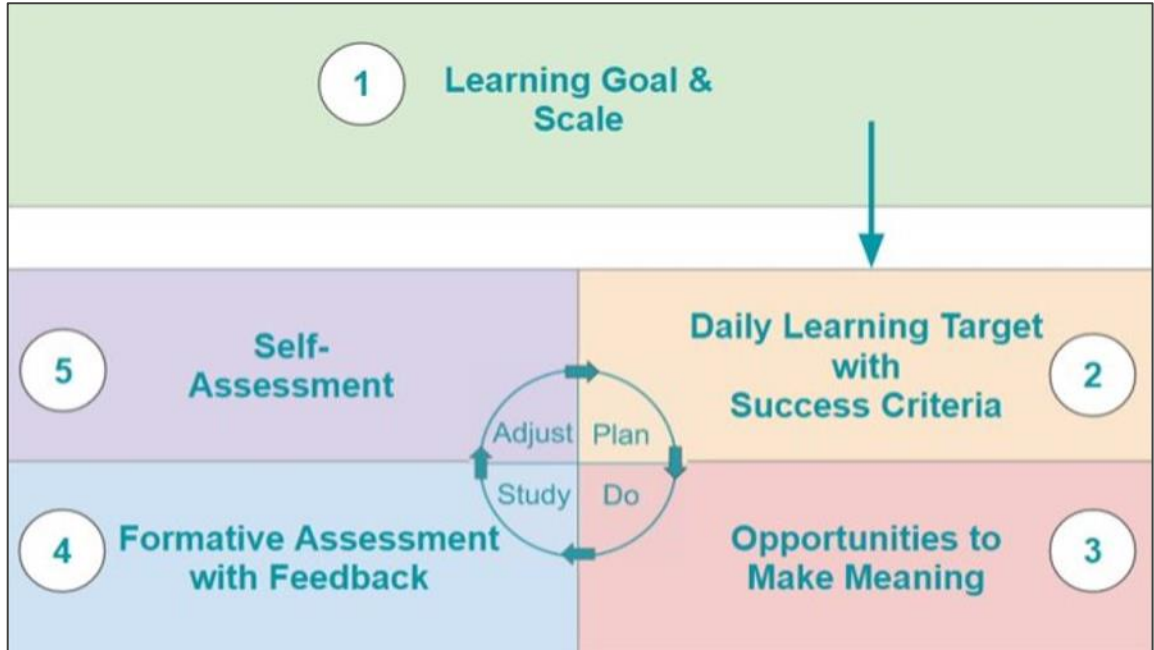 1
Learning Goal &
Scale
5
Self-
Assessment
Daily Learning Target
with
Success Criteria
2
Adjust
Plan
Study
Do
4
Formative Assessment
with Feedback
Opportunities to
Make Meaning
3